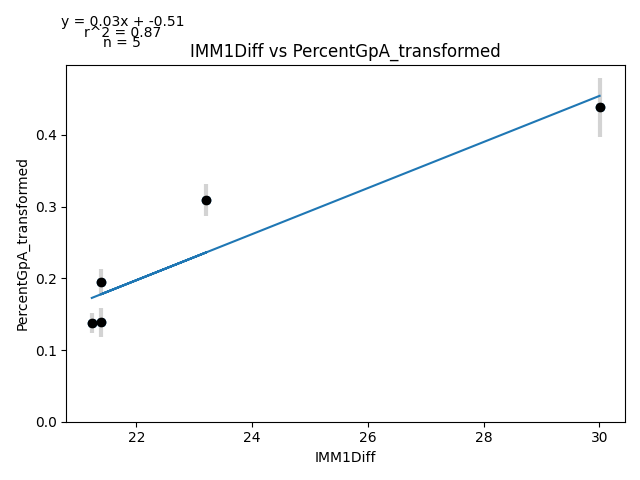 y = 0.03x + -0.51
r^2 = 0.87
n = 5
IMM1Diff vs PercentGpA_transformed
PercentGpA_transformed
0.4
0.3
0.2
0.1
0.0
22 24 26 28 30
IMM1Diff